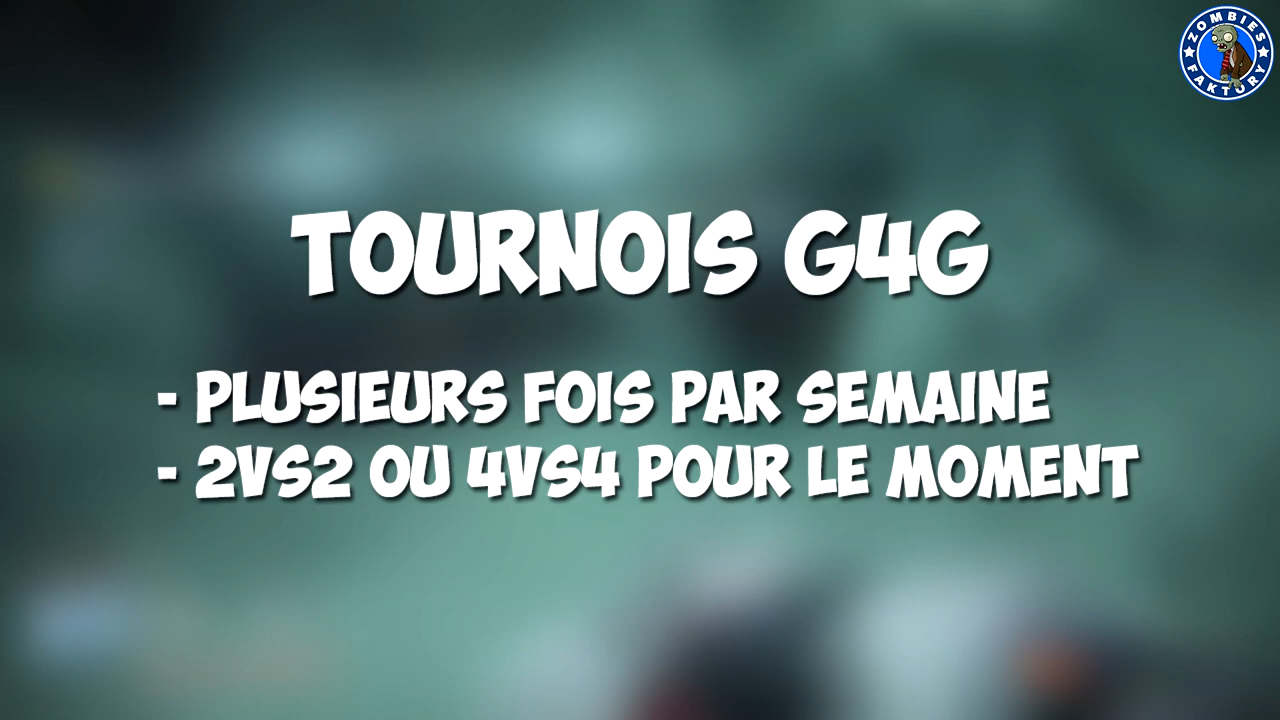 ZOMBIES
FAKTORY
TOURNOIS G4G
- PLUSIEURS FOIS PAR SEMAINE
- 2VS2 OU 4VS4 POUR LE MOMENT